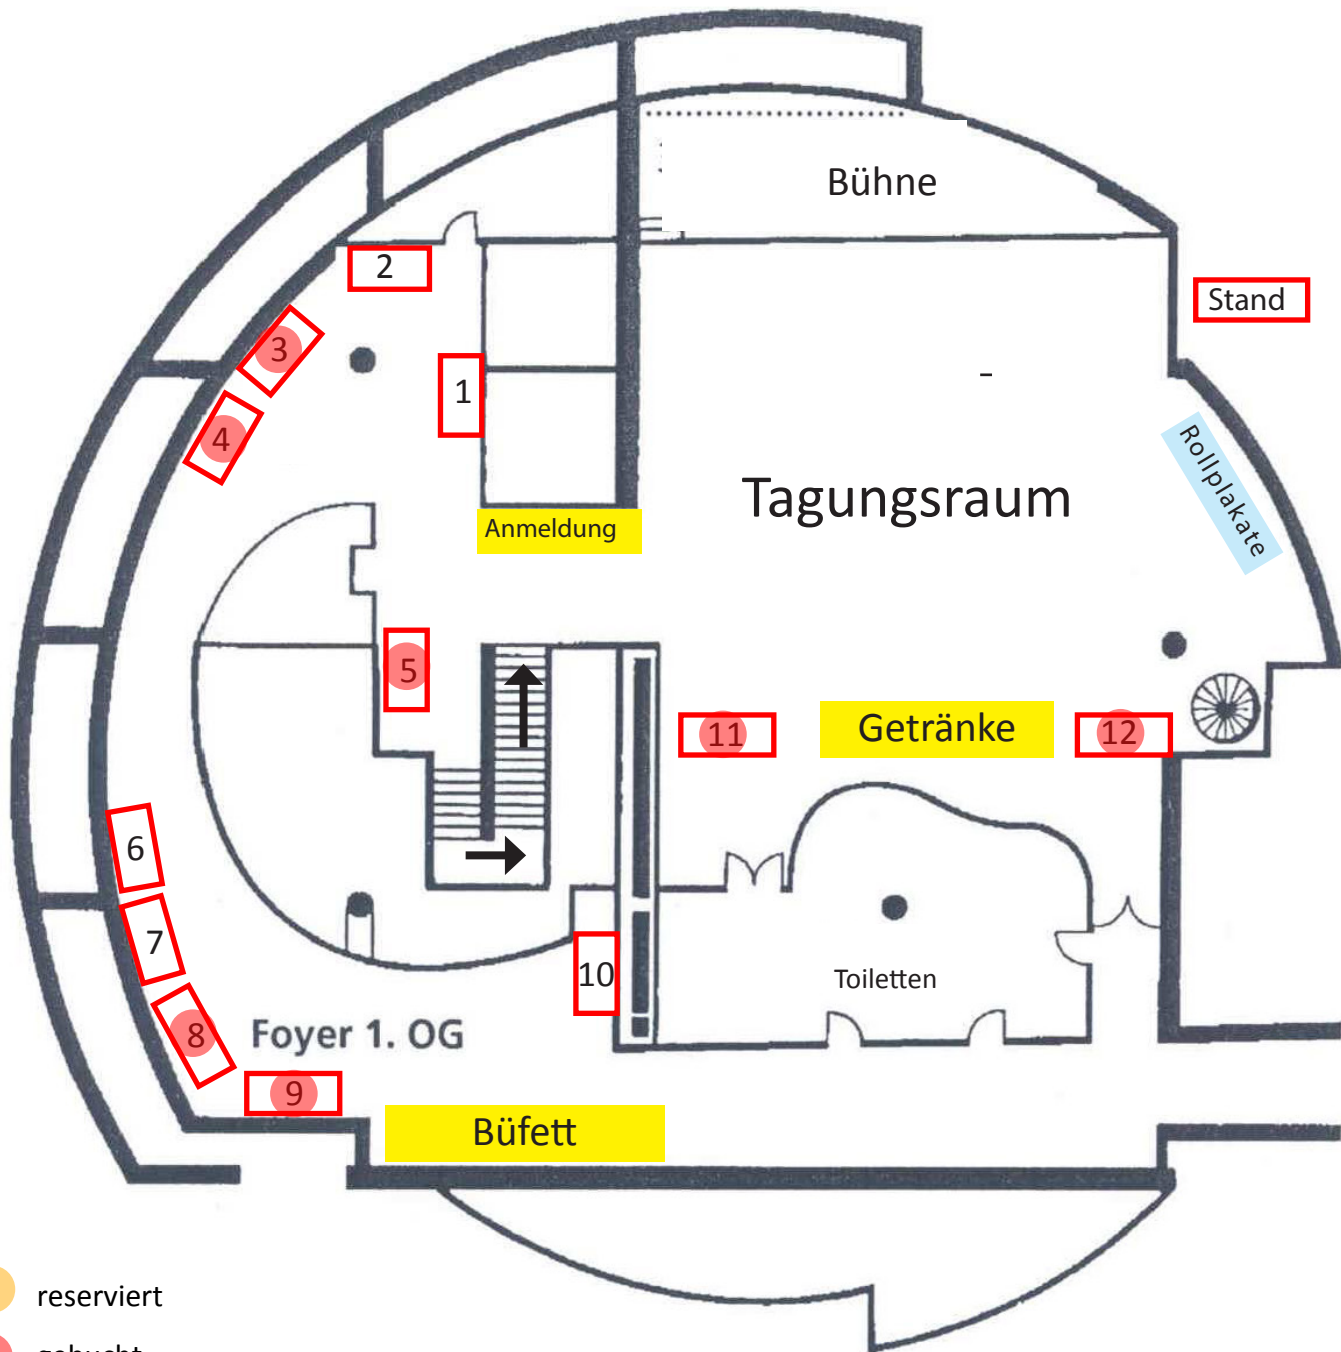 Bühne
2
Stand
3
1
4
Tagungsraum
Rollplakate
Anmeldung
5
11
Getränke
12
6
7
10
Toiletten
8
Foyer 1. OG
9
Büfett
reserviert
gebucht